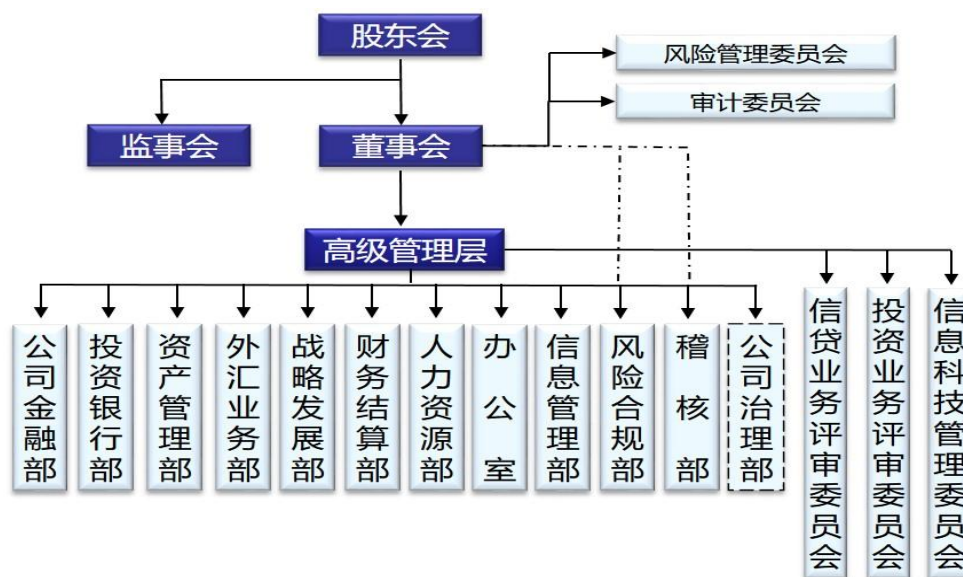 股东会
风险管理委员会
审计委员会
监事会
董事会
高级管理层
公司金融部
投资银行部
资产管理部
外汇业务部
战略发展部
财务结算部
人力资源部
办公室
信息管理部
风险合规部
稽核部
公司治理部
信贷业务评审委员会
投资业务评审委员会
信息科技管理委员会